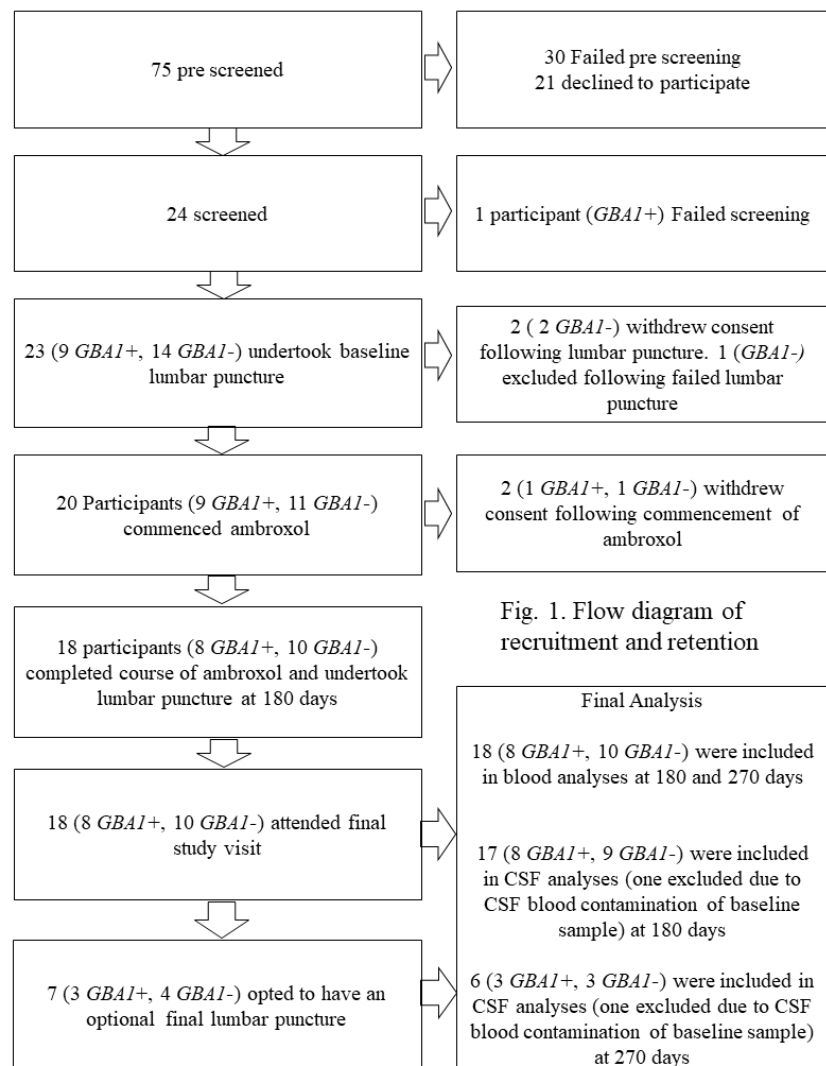 75 pre screened
30 Failed pre screening
21 declined to participate
24 screened
1 participant (GBA1+) Failed screening
23 (9 GBA1+, 14 GBA1-) undertook baseline
lumbar puncture
2 ( 2 GBA1-) withdrew consent
following lumbar puncture. 1 (GBA1-)
excluded following failed lumbar
puncture
20 Participants (9 GBA1+, 11 GBA1-)
commenced ambroxol
2 (1 GBA1+, 1 GBA1-) withdrew
consent following commencement of
ambroxol
18 participants (8 GBA1+, 10 GBA1-)
completed course of ambroxol and undertook
lumbar puncture at 180 days
Fig. 1. Flow diagram of
recruitment and retention
18 (8 GBA1+, 10 GBA1-) attended final
study visit
7 (3 GBA1+, 4 GBA1-) opted to have an
optional final lumbar puncture
Final Analysis
18 (8 GBA1+, 10 GBA1-) were included
in blood analyses at 180 and 270 days
17 (8 GBA1+, 9 GBA1-) were included
in CSF analyses (one excluded due to
CSF blood contamination of baseline
sample) at 180 days
6 (3 GBA1+, 3 GBA1-) were included in
CSF analyses (one excluded due to CSF
blood contamination of baseline sample)
at 270 days